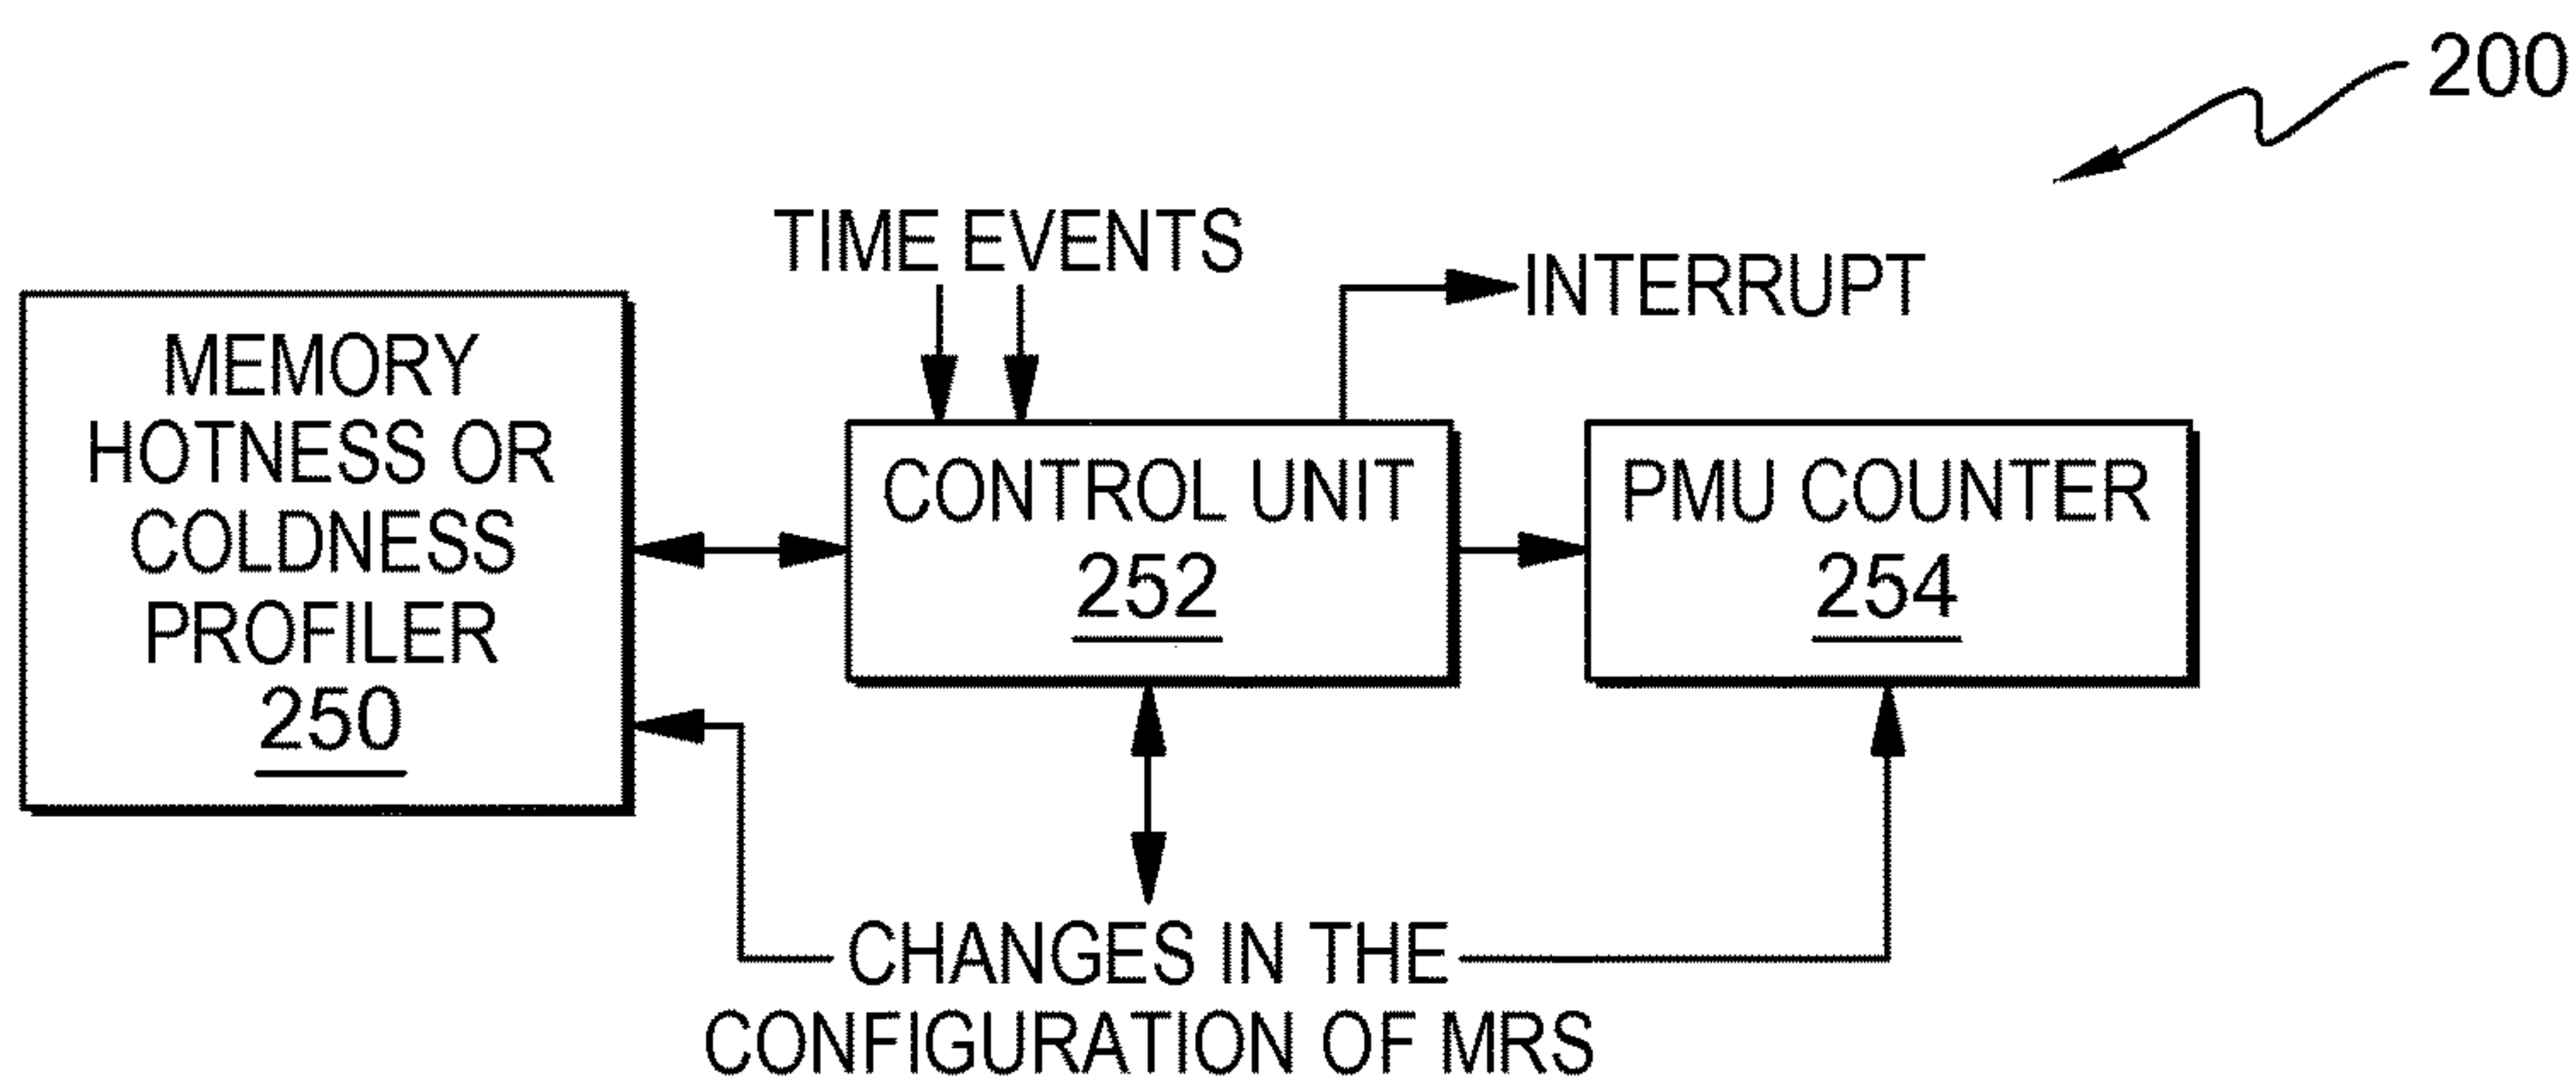 200
TIME EVENTS
INTERRUPT
MEMORY
HOTNESS OR
COLDNESS
PROFILER
250
CONTROL UNIT
252
PMU COUNTER
254
CHANGES IN THE
CONFIGURATION OF MRS